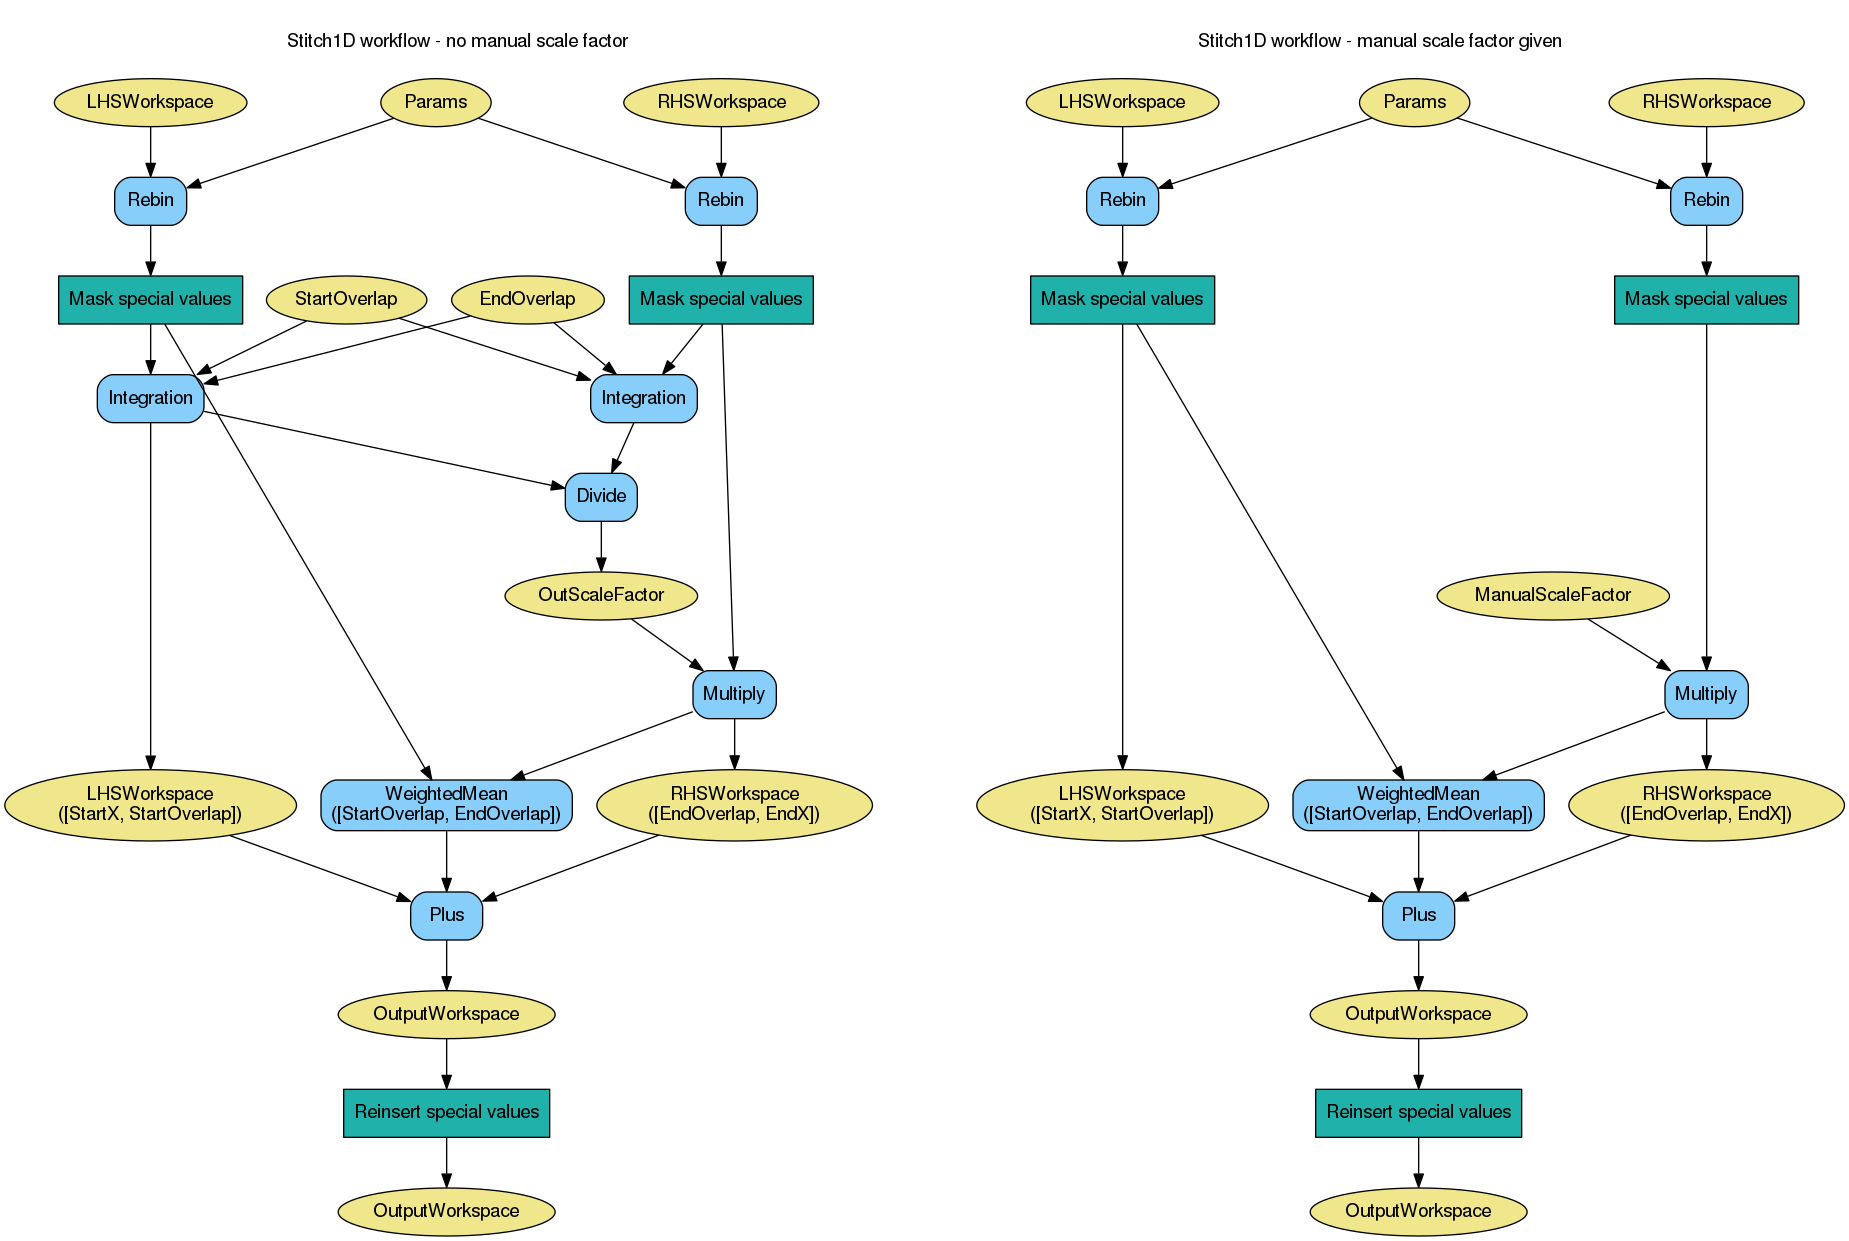 Stitch1D workflow - no manual scale factor
LHSWorkspace
Params
RHSWorkspace
Rebin
Rebin
Mask special values
StartOverlap
EndOverlap
Mask special values
Integration
Integration
Divide
OutScaleFactor
Multiply
LHSWorkspace
([StartX, StartOverlap])
WeightedMean
([StartOverlap, EndOverlap])
RHSWorkspace
([EndOverlap, EndX])
Plus
OutputWorkspace
Reinsert special values
OutputWorkspace
Stitch1D workflow - manual scale factor given
LHSWorkspace
Params
RHSWorkspace
Rebin
Rebin
Mask special values
Mask special values
ManualScaleFactor
Multiply
LHSWorkspace
([StartX, StartOverlap])
WeightedMean
([StartOverlap, EndOverlap])
RHSWorkspace
([EndOverlap, EndX])
Plus
OutputWorkspace
Reinsert special values
OutputWorkspace